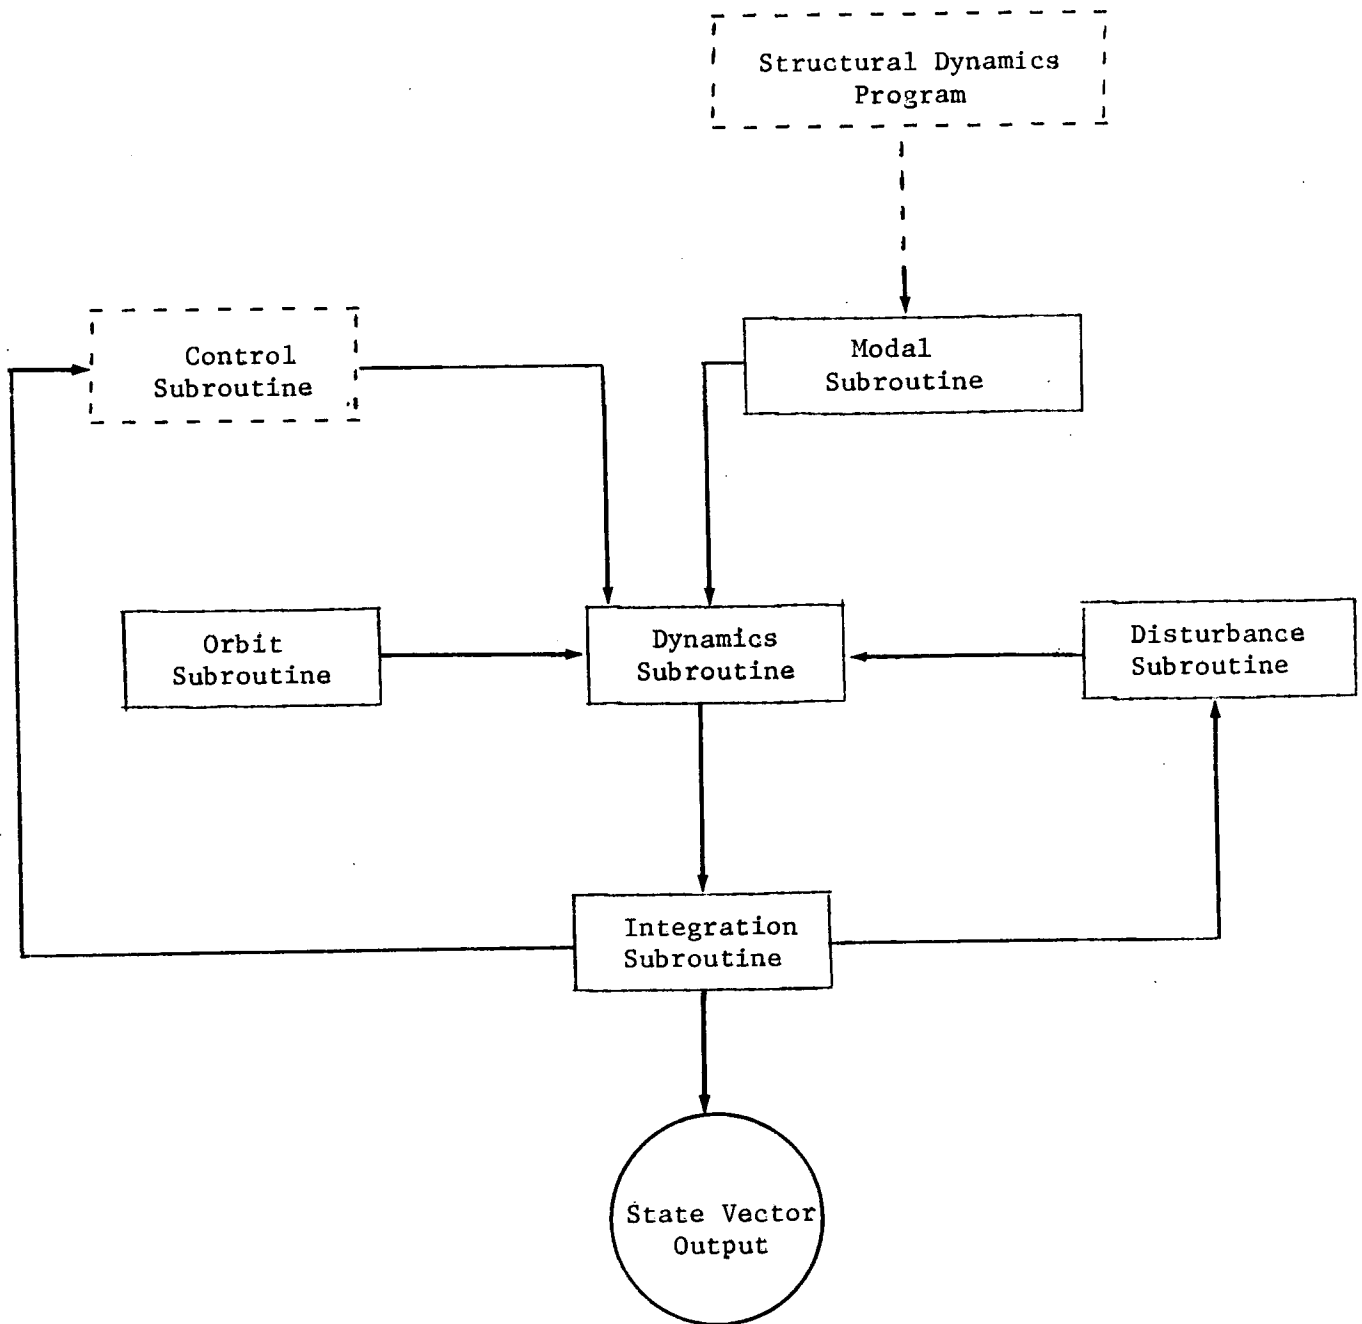 Structural Dynamics
Program
Control
Subroutine
Modal
Subroutine
Orbit
Subroutine
Dynamics
Subroutine
Disturbance
Subroutine
Integration
Subroutine
State Vector
Output